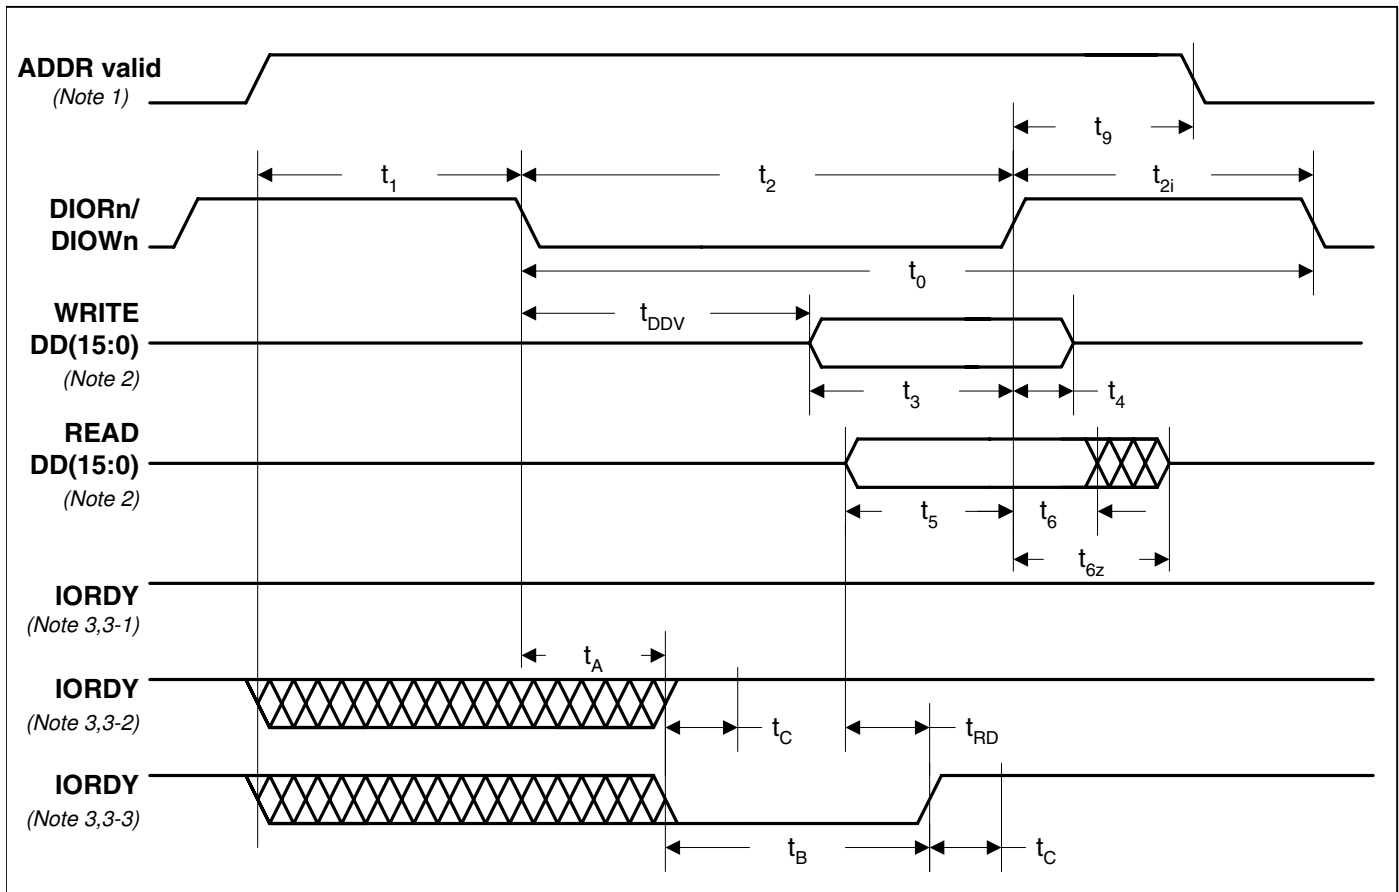 ADDR valid
(Note 1)
t9
t1
t2
t2i
DIORn/
DIOWn
t0
WRITE
DD(15:0)
(Note 2)
tDDV
t3
t4
READ
DD(15:0)
(Note 2)
t5
t6
t6z
IORDY
(Note 3,3-1)
tA
IORDY
(Note 3,3-2)
tC
tRD
IORDY
(Note 3,3-3)
tB
tC